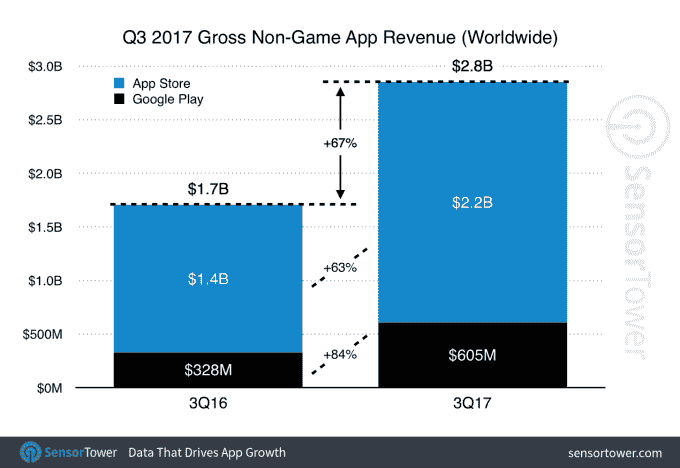 Q3 2017 Gross Non-Game App Revenue (Worldwide)
$3.0B
$2.5B
$2.0B
$1.5B
$1.0B
$500M
$0M
App Store
Google Play
$1.7B
$1.4B
$328M
3Q16
+67%
+63%
+84%
$2.8B
$2.2B
$605M
3Q17
SensorTower
SensorTower Data That Drives App Growth sensortower.com